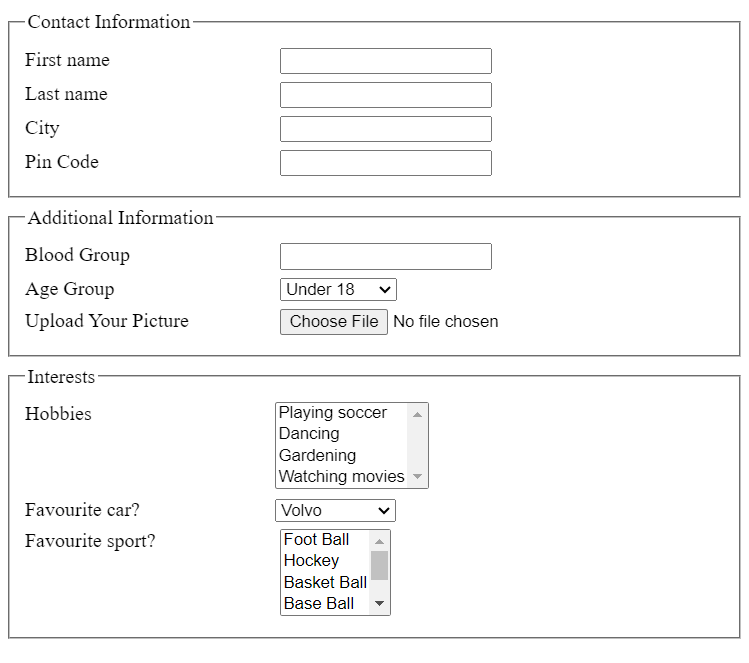 Contact Information
First name
Last name
City
Pin Code
Additional Information
Blood Group
Age Group Under 18
Upload Your Picture Choose File No file chosen
Interests
Hobbies Playing soccer
Dancing
Gardening
Watching movies
Favourite car? Volvo
Favourite sport? Foot Ball
Hockey
Basket Ball
Base Ball